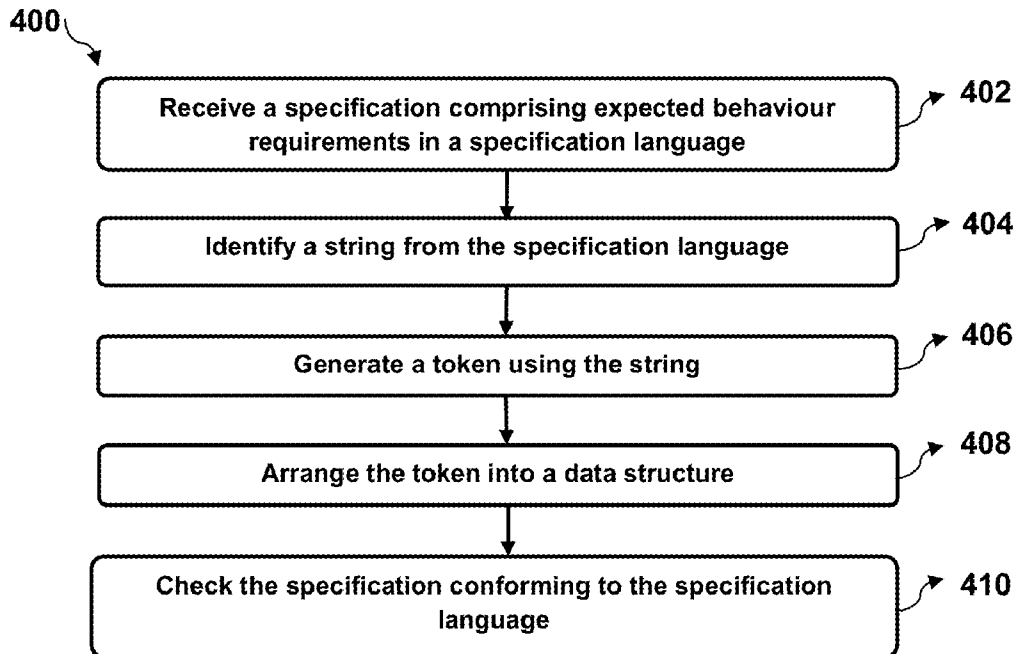 400
Receive a specification comprising expected behaviour
requirements in a specification language
402
Identify a string from the specification language
404
Generate a token using the string
406
Arrange the token into a data structure
408
Check the specification conforming to the specification
language
410